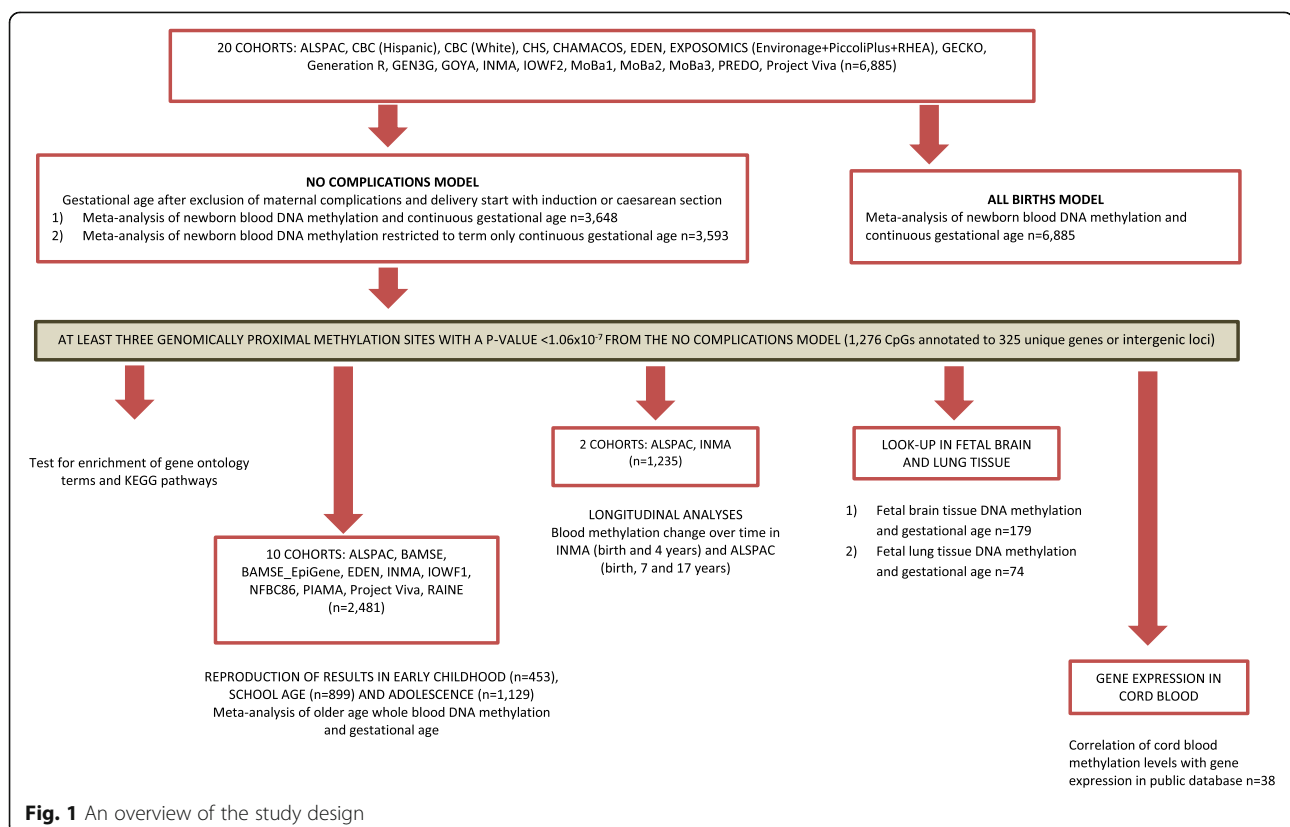 20 COHORTS: ALSPAC, CBC (Hispanic), CBC (White), CHS, CHAMACOS, EDEN, EXPOSOMICS (Environage+PiccoliPlus+RHEA), GECKO,
Generation R, GEN3G, GOYA, INMA, IOWF2, MoBa1, MoBa2, MoBa3, PREDO, Project Viva (n=6,885)
NO COMPLICATIONS MODEL
Gestational age after exclusion of maternal complications and delivery start with induction or caesarean section
1) Meta-analysis of newborn blood DNA methylation and continuous gestational age n=3,648
2) Meta-analysis of newborn blood DNA methylation restricted to term only continuous gestational age n=3,593
ALL BIRTHS MODEL
Meta-analysis of newborn blood DNA methylation and
continuous gestational age n=6,885
AT LEAST THREE GENOMICALLY PROXIMAL METHYLATION SITES WITH A P-VALUE <1.06x10⁻⁷ FROM THE NO COMPLICATIONS MODEL (1,276 CpGs annotated to 325 unique genes or intergenic loci)
Test for enrichment of gene ontology
terms and KEGG pathways
10 COHORTS: ALSPAC, BAMSE,
BAMSE_EpiGene, EDEN, INMA, IOWF1,
NFBC86, PIAMA, Project Viva, RAINE
(n=2,481)
REPRODUCTION OF RESULTS IN EARLY CHILDHOOD (n=453),
SCHOOL AGE (n=899) AND ADOLESCENCE (n=1,129)
Meta-analysis of older age whole blood DNA methylation
and gestational age
2 COHORTS: ALSPAC, INMA
(n=1,235)
LONGITUDINAL ANALYSES
Blood methylation change over time in
INMA (birth and 4 years) and ALSPAC
(birth, 7 and 17 years)
LOOK-UP IN FETAL BRAIN
AND LUNG TISSUE
1) Fetal brain tissue DNA methylation
and gestational age n=179
2) Fetal lung tissue DNA methylation
and gestational age n=74
GENE EXPRESSION IN
CORD BLOOD
Correlation of cord blood
methylation levels with gene
expression in public database n=38
Fig. 1 An overview of the study design